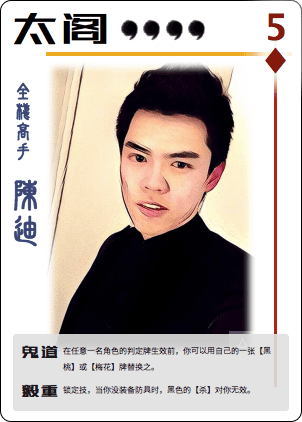 太阁
5
全栈高手
陳迪
鬼道 在任意一名角色的判定牌生效前，你可以用自己的一张【黑
桃】或【梅花】牌替换之。
毅重 锁定技，当你没装备防具时，黑色的【杀】对你无效。